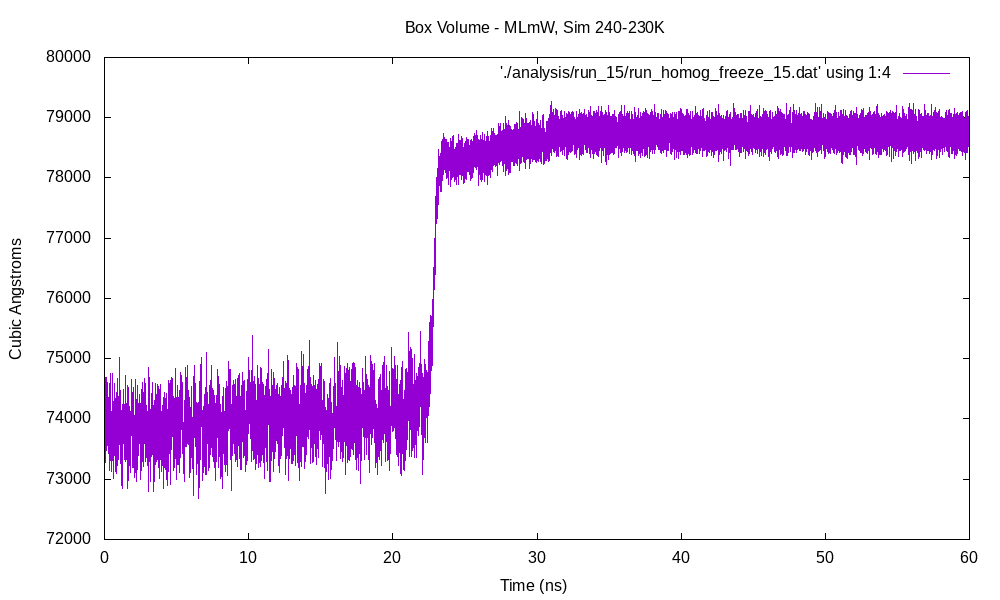 Box Volume - MLmW, Sim 240-230K
'./analysis/run_15/run_homog_freeze_15.dat' using 1:4
80000
79000
78000
77000
76000
75000
74000
73000
72000
Cubic Angstroms
0 10 20 30 40 50 60
Time (ns)